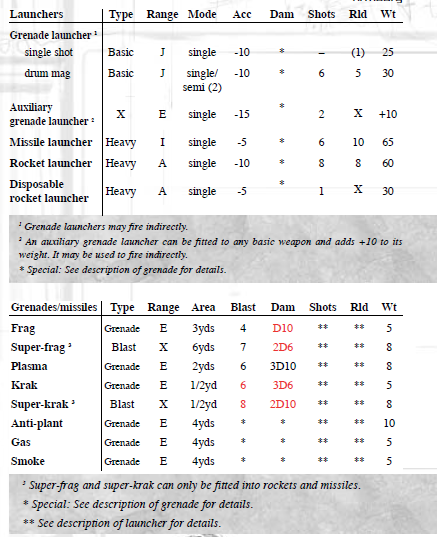 Launchers Type Range Mode Acc Dam Shots Rld Wt
Grenade launcher ¹
single shot Basic J single -10 * – (1) 25
drum mag Basic J single/ -10 * 6 5 30
semi (2)
Auxiliary *
grenade launcher ² X E single -15 2 X +10
Missile launcher Heavy I single -5 * 6 10 65
Rocket launcher Heavy A single -10 * 8 8 60
Disposable *
rocket launcher Heavy A single -5 1 X 30
¹ Grenade launchers may fire indirectly.
² An auxiliary grenade launcher can be fitted to any basic weapon and adds +10 to its
weight. It may be used to fire indirectly.
* Special: See description of grenade for details.
Grenades/missiles Type Range Area Blast Dam Shots Rld Wt
Frag Grenade E 3yds 4 D10 ** ** 5
Super-frag ³ Blast X 6yds 7 2D6 ** ** 8
Plasma Grenade E 2yds 6 3D10 ** ** 8
Krak Grenade E 1/2yd 6 3D6 ** ** 5
Super-krak ³ Blast X 1/2yd 8 2D10 ** ** 8
Anti-plant Grenade E 4yds * * ** ** 10
Gas Grenade E 4yds * * ** ** 5
Smoke Grenade E 4yds * * ** ** 5
³ Super-frag and super-krak can only be fitted into rockets and missiles.
* Special: See description of grenade for details.
** See description of launcher for details.